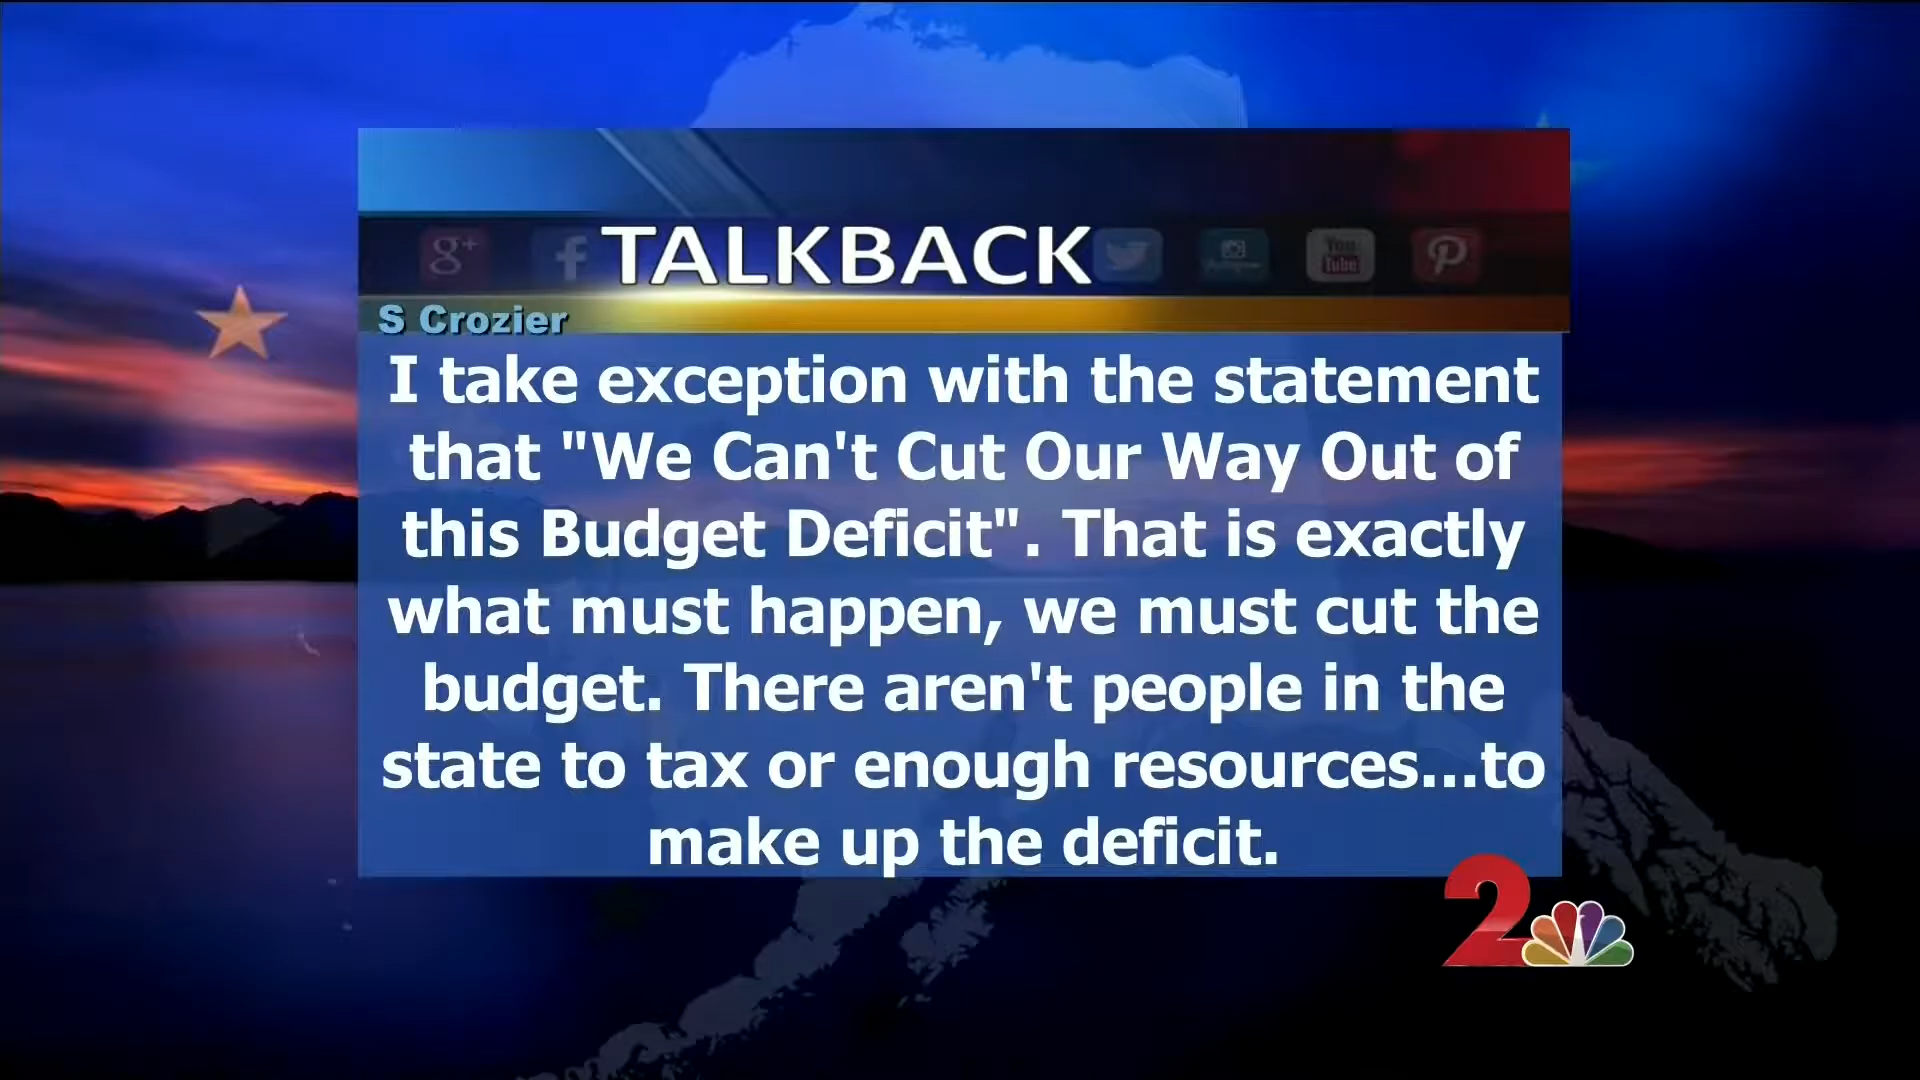 TALKBACK
g+ f You Tube
S Crozier
I take exception with the statement
that "We Can't Cut Our Way Out of
this Budget Deficit". That is exactly
what must happen, we must cut the
budget. There aren't people in the
state to tax or enough resources...to
make up the deficit.
2